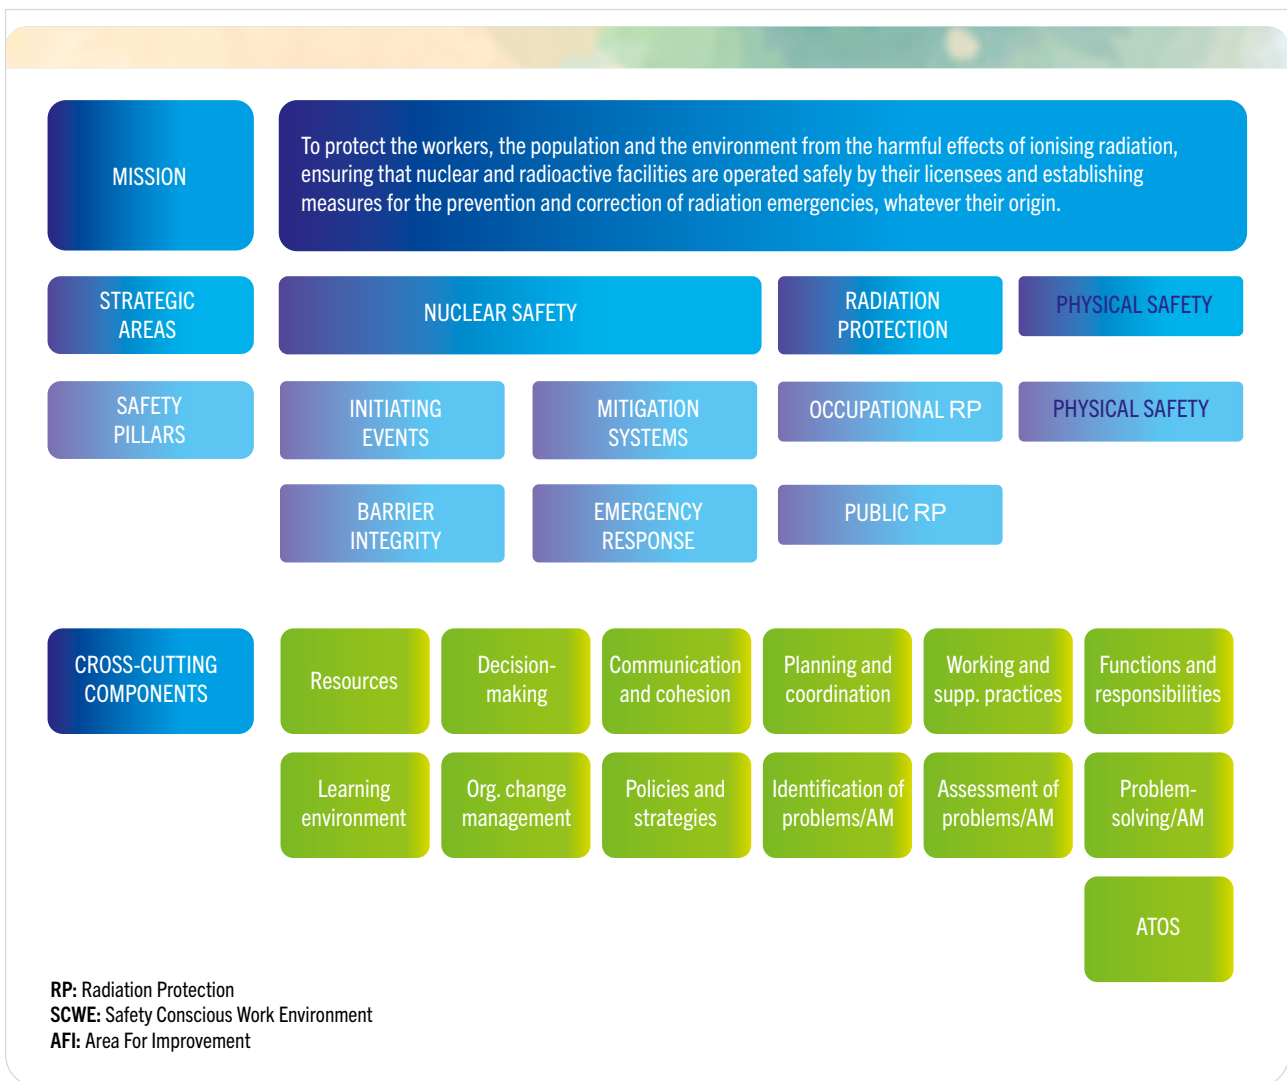 MISSION
To protect the workers, the population and the environment from the harmful effects of ionising radiation,
ensuring that nuclear and radioactive facilities are operated safely by their licensees and establishing
measures for the prevention and correction of radiation emergencies, whatever their origin.
STRATEGIC
AREAS
NUCLEAR SAFETY
RADIATION
PROTECTION
PHYSICAL SAFETY
SAFETY
PILLARS
INITIATING
EVENTS
MITIGATION
SYSTEMS
OCCUPATIONAL RP
PHYSICAL SAFETY
BARRIER
INTEGRITY
EMERGENCY
RESPONSE
PUBLIC RP
CROSS-CUTTING
COMPONENTS
Resources
Decision-
making
Communication
and cohesion
Planning and
coordination
Working and
supp. practices
Functions and
responsibilities
Learning
environment
Org. change
management
Policies and
strategies
Identification of
problems/AM
Assessment of
problems/AM
Problem-
solving/AM
ATOS
RP: Radiation Protection
SCWE: Safety Conscious Work Environment
AFI: Area For Improvement